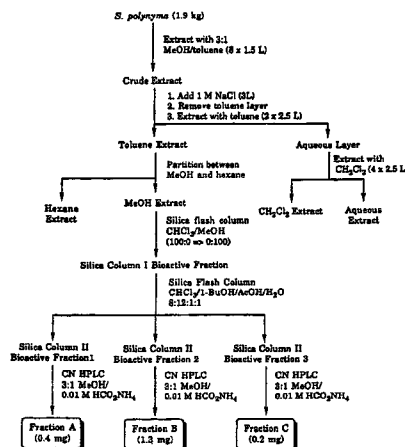 S. polynyma (1.9 kg)
Extract with 3:1
MeOH/toluene (8 x 1.5 L)
Crude Extract
1. Add 1 M NaCl (3L)
2. Remove toluene layer
3. Extract with toluene (2 x 2.5 L)
Toluene Extract
Aqueous Layer
Partition between
MeOH and hexane
Extract with
CH2Cl2 (4 x 2.5 L)
Hexane
Extract
MeOH Extract
CH2Cl2 Extract
Aqueous
Extract
Silica flash column
CHCl3/MeOH
(100:0 => 0:100)
Silica Column I Bioactive Fraction
Silica Flash Column
CHCl3/1-BuOH/AcOH/H2O
8:12:1:1
Silica Column II
Bioactive Fraction1
Silica Column II
Bioactive Fraction 2
Silica Column II
Bioactive Fraction 3
CN HPLC
3:1 MeOH/
0.01 M HCO2NH4
CN HPLC
3:1 MeOH/
0.01 M HCO2NH4
CN HPLC
3:1 MeOH/
0.01 M HCO2NH4
Fraction A
(0.4 mg)
Fraction B
(1.3 mg)
Fraction C
(0.2 mg)